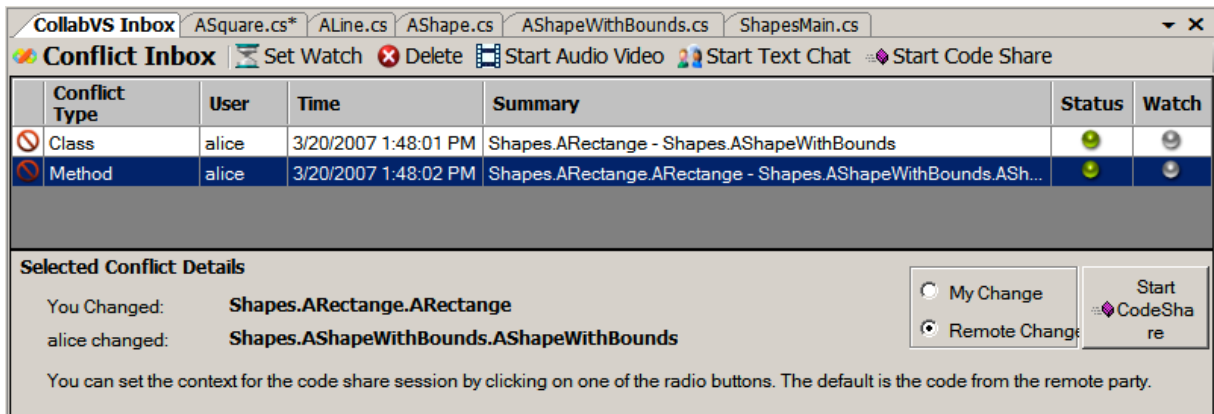 CollabVS Inbox ASquare.cs* ALine.cs AShape.cs AShapeWithBounds.cs ShapesMain.cs
Conflict Inbox Set Watch Delete Start Audio Video Start Text Chat Start Code Share
Conflict Type User Time Summary Status Watch
Class alice 3/20/2007 1:48:01 PM Shapes.ARectange - Shapes.AShapeWithBounds
Method alice 3/20/2007 1:48:02 PM Shapes.ARectange.ARectange - Shapes.AShapeWithBounds.ASh...
Selected Conflict Details
You Changed: Shapes.ARectange.ARectange
alice changed: Shapes.AShapeWithBounds.AShapeWithBounds
My Change
Remote Change
Start
CodeSha
re
You can set the context for the code share session by clicking on one of the radio buttons. The default is the code from the remote party.